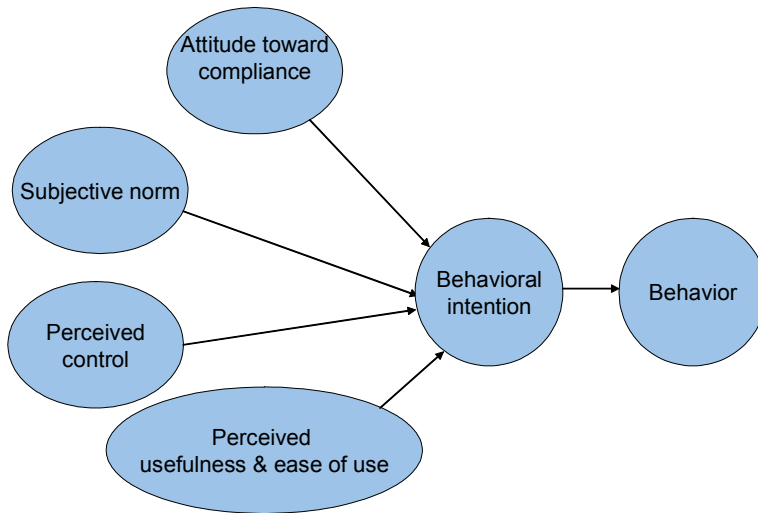 Attitude toward
compliance
Subjective norm
Behavioral
intention
Behavior
Perceived
control
Perceived
usefulness & ease of use